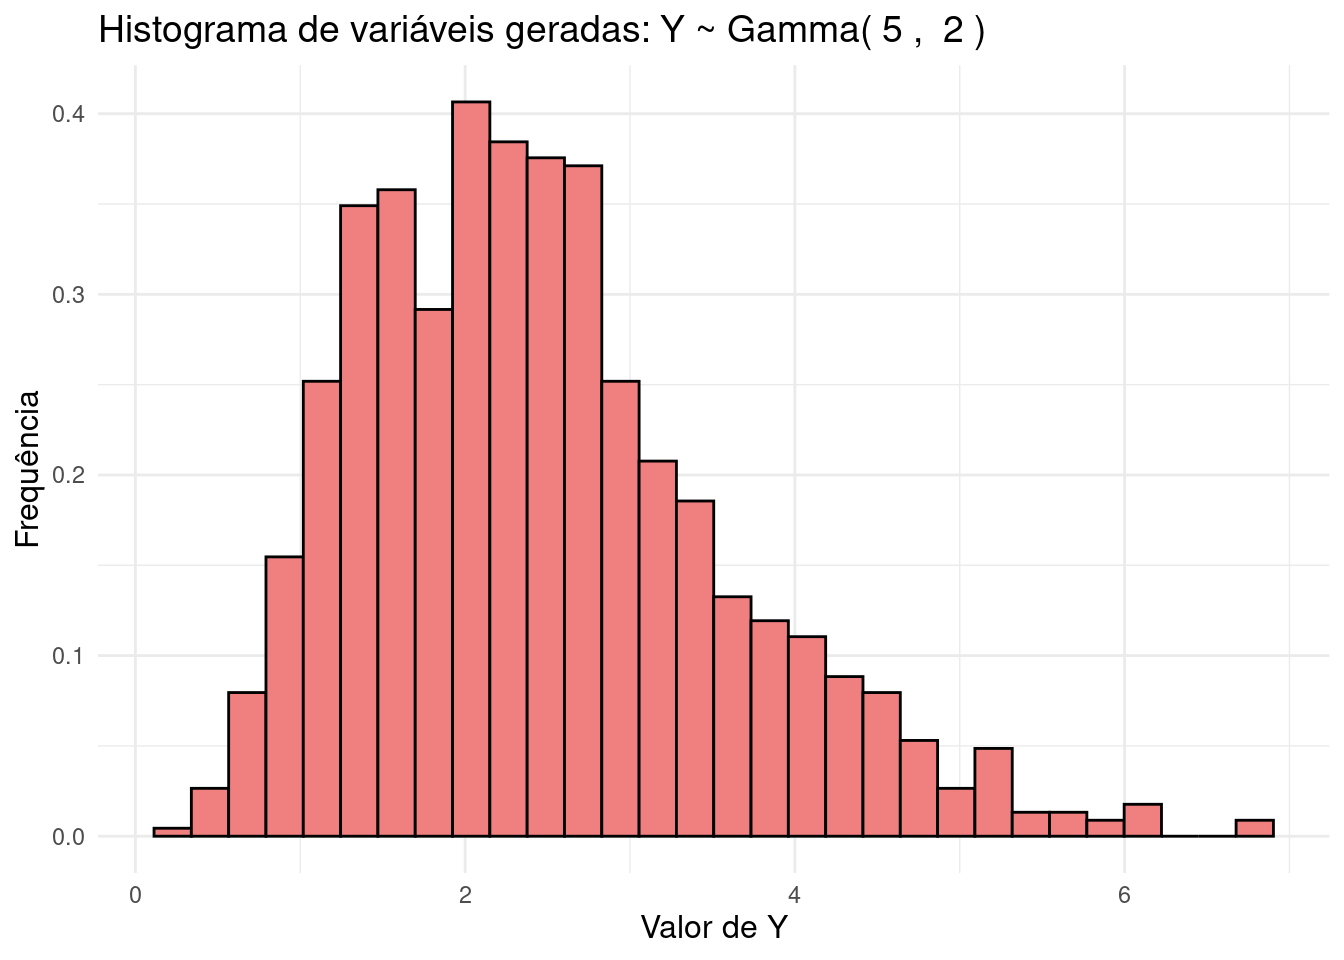 Histograma de variáveis geradas: Y ~ Gamma( 5 ,  2 )
0.4
0.3
0.2
0.1
0.0
Frequência
0 2 4 6
Valor de Y